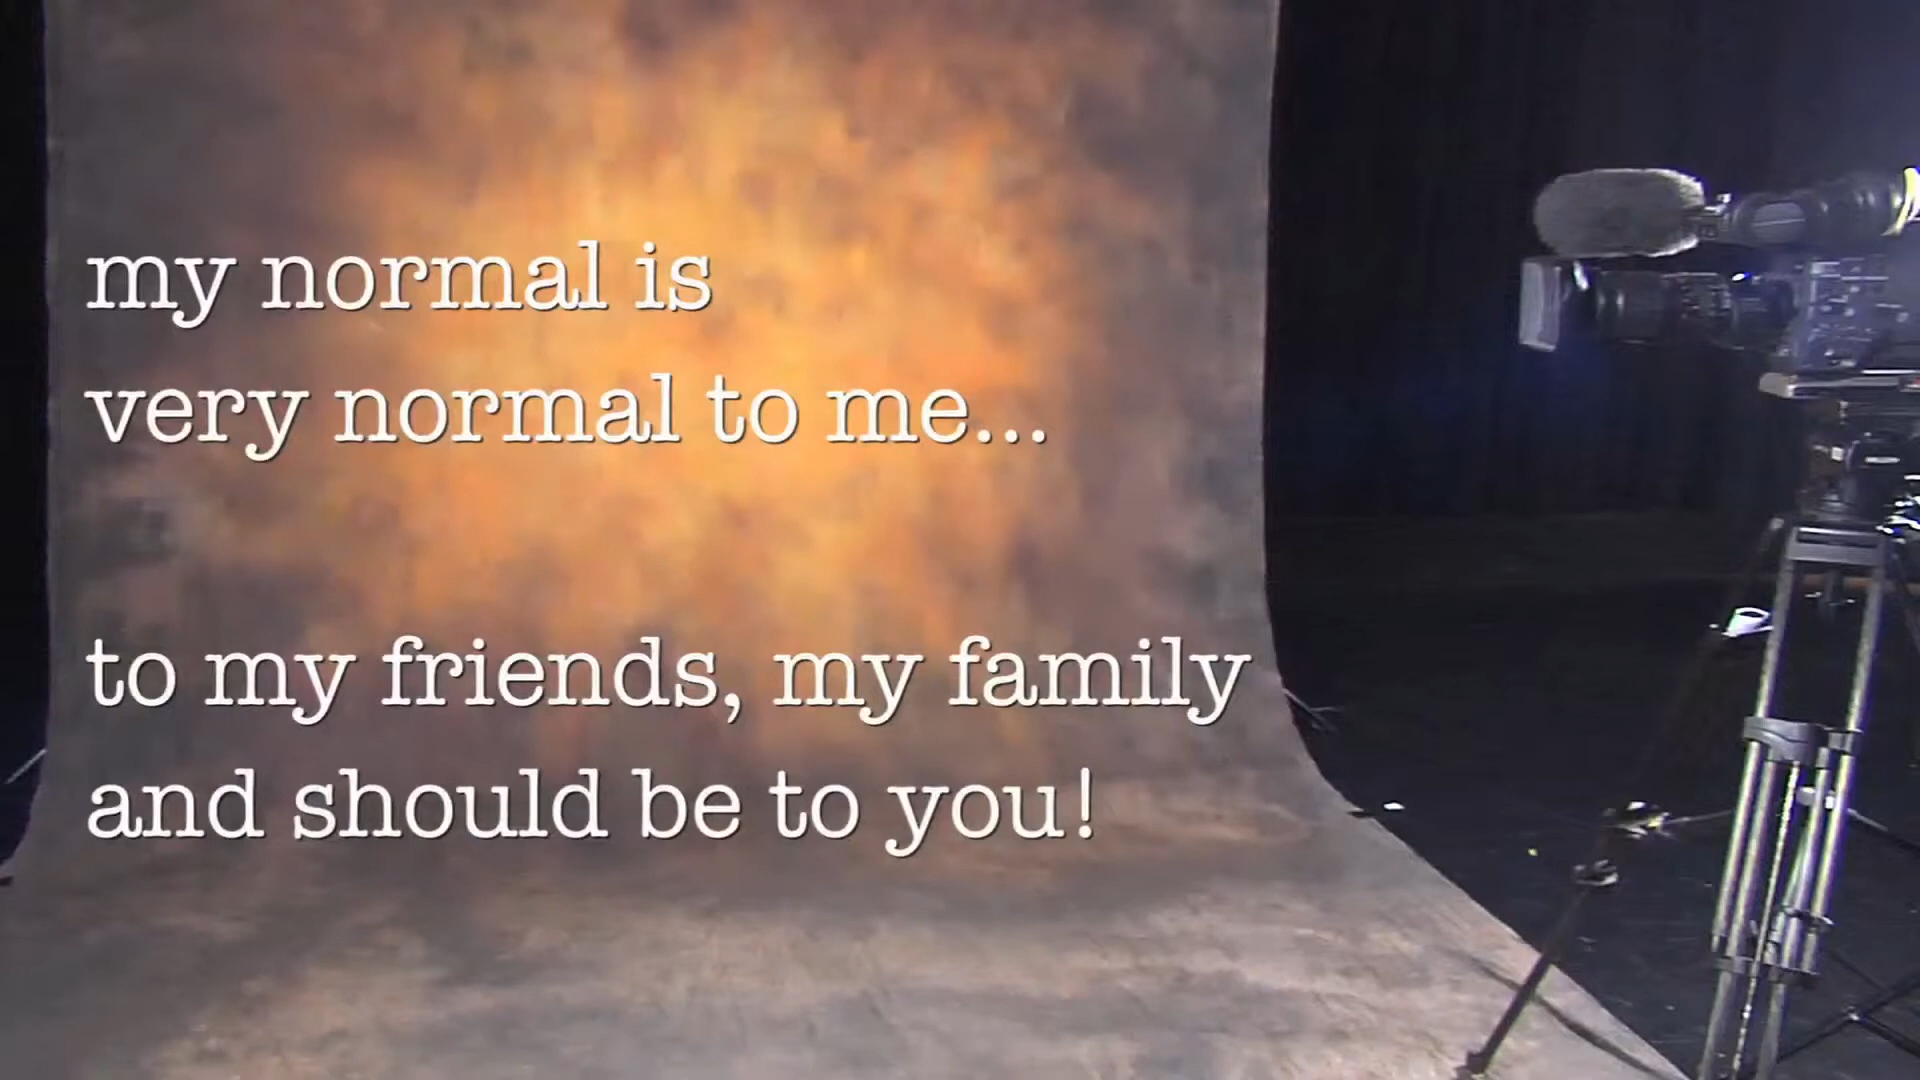 my normal is
very normal to me...
to my friends, my family
and should be to you!